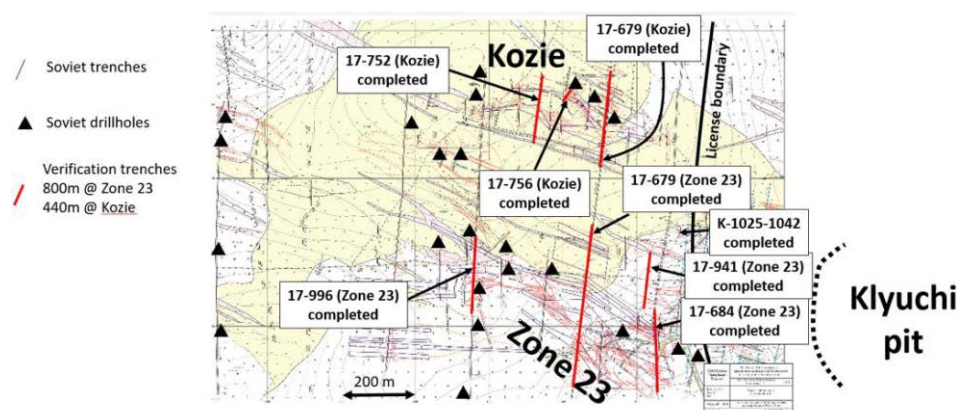 Soviet trenches
Soviet drillholes
Verification trenches
800m @ Zone 23
440m @ Kozie
Kozie
17-752 (Kozie)
completed
17-679 (Kozie)
completed
License boundary
17-756 (Kozie)
completed
17-679 (Zone 23)
completed
K-1025-1042
completed
17-941 (Zone 23)
completed
17-996 (Zone 23)
completed
17-684 (Zone 23)
completed
Zone 23
200 m
Klyuchi
pit